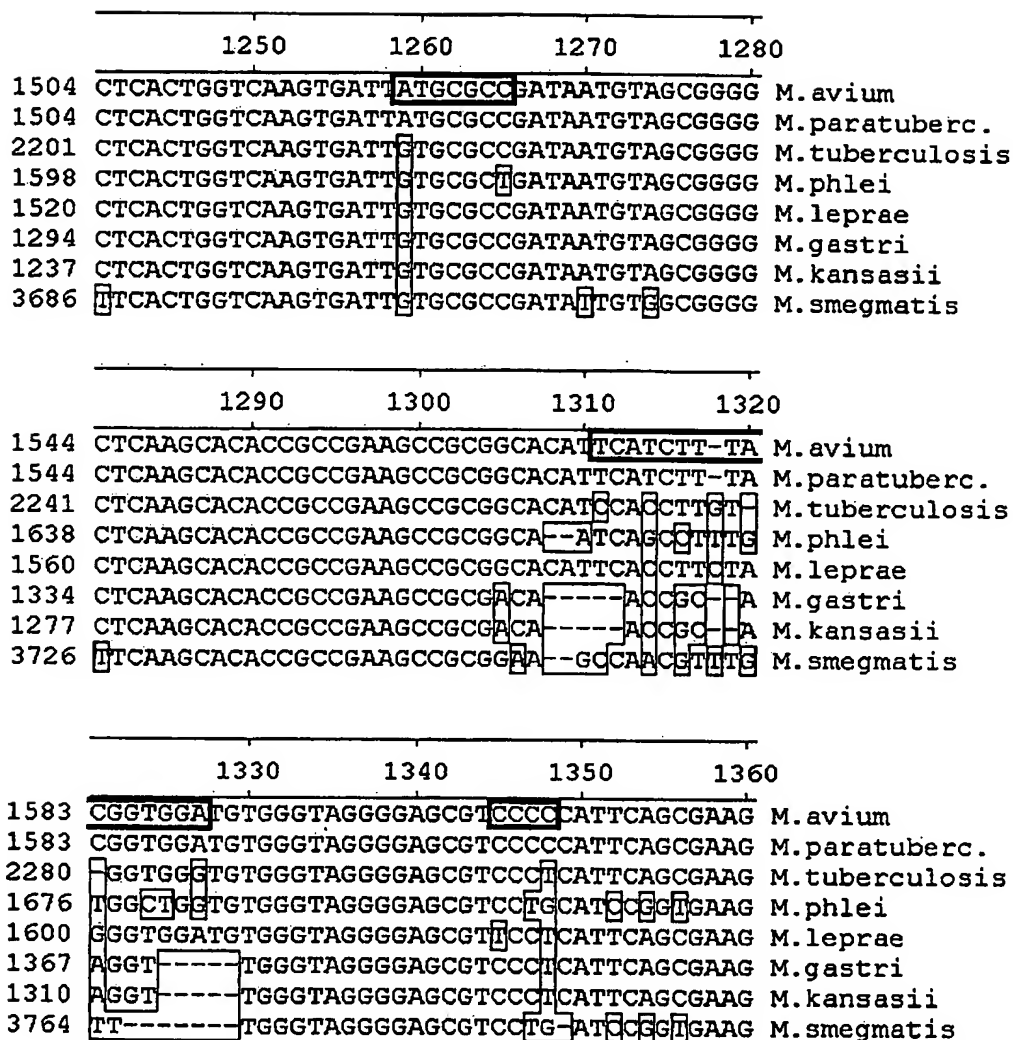 1250 1260 1270 1280
1504 CTCACTGGTCAAGTGATTATGCGCCGATAATGTAGCGGGG M.avium
1504 CTCACTGGTCAAGTGATTATGCGCCGATAATGTAGCGGGG M.paratuberc.
2201 CTCACTGGTCAAGTGATTGTGCGCCGATAATGTAGCGGGG M.tuberculosis
1598 CTCACTGGTCAAGTGATTGTGCGCTGATAATGTAGCGGGG M.phlei
1520 CTCACTGGTCAAGTGATTGTGCGCCGATAATGTAGCGGGG M.leprae
1294 CTCACTGGTCAAGTGATTGTGCGCCGATAATGTAGCGGGG M.gastri
1237 CTCACTGGTCAAGTGATTGTGCGCCGATAATGTAGCGGGG M.kansasii
3686 TTCACTGGTCAAGTGATTGTGCGCCGATATTGTGGCGGGG M.smegmatis
1290 1300 1310 1320
1544 CTCAAGCACACCGCCGAAGCCGCGGCACATTCATCTT-TA M.avium
1544 CTCAAGCACACCGCCGAAGCCGCGGCACATTCATCTT-TA M.paratuberc.
2241 CTCAAGCACACCGCCGAAGCCGCGGCACATCCACCTTGT- M.tuberculosis
1638 CTCAAGCACACCGCCGAAGCCGCGGCA--ATCAGCCTTTG M.phlei
1560 CTCAAGCACACCGCCGAAGCCGCGGCACATTCACCTTCTA M.leprae
1334 CTCAAGCACACCGCCGAAGCCGCGACA-----ACCGC--A M.gastri
1277 CTCAAGCACACCGCCGAAGCCGCGACA-----ACCGC--A M.kansasii
3726 TTCAAGCACACCGCCGAAGCCGCGGAA--GCCAACGTTTG M.smegmatis
1330 1340 1350 1360
1583 CGGTGGATGTGGGTAGGGGAGCGTCCCCCATTCAGCGAAG M.avium
1583 CGGTGGATGTGGGTAGGGGAGCGTCCCCCATTCAGCGAAG M.paratuberc.
2280 -GGTGGGTGTGGGTAGGGGAGCGTCCCTCATTCAGCGAAG M.tuberculosis
1676 TGGCTGGTGTGGGTAGGGGAGCGTCCTGCATCCGGTGAAG M.phlei
1600 GGGTGGATGTGGGTAGGGGAGCGTTCCTCATTCAGCGAAG M.leprae
1367 AGGT-----TGGGTAGGGGAGCGTCCCTCATTCAGCGAAG M.gastri
1310 AGGT-----TGGGTAGGGGAGCGTCCCTCATTCAGCGAAG M.kansasii
3764 TT-------TGGGTAGGGGAGCGTCCTG-ATCCGGTGAAG M.smegmatis